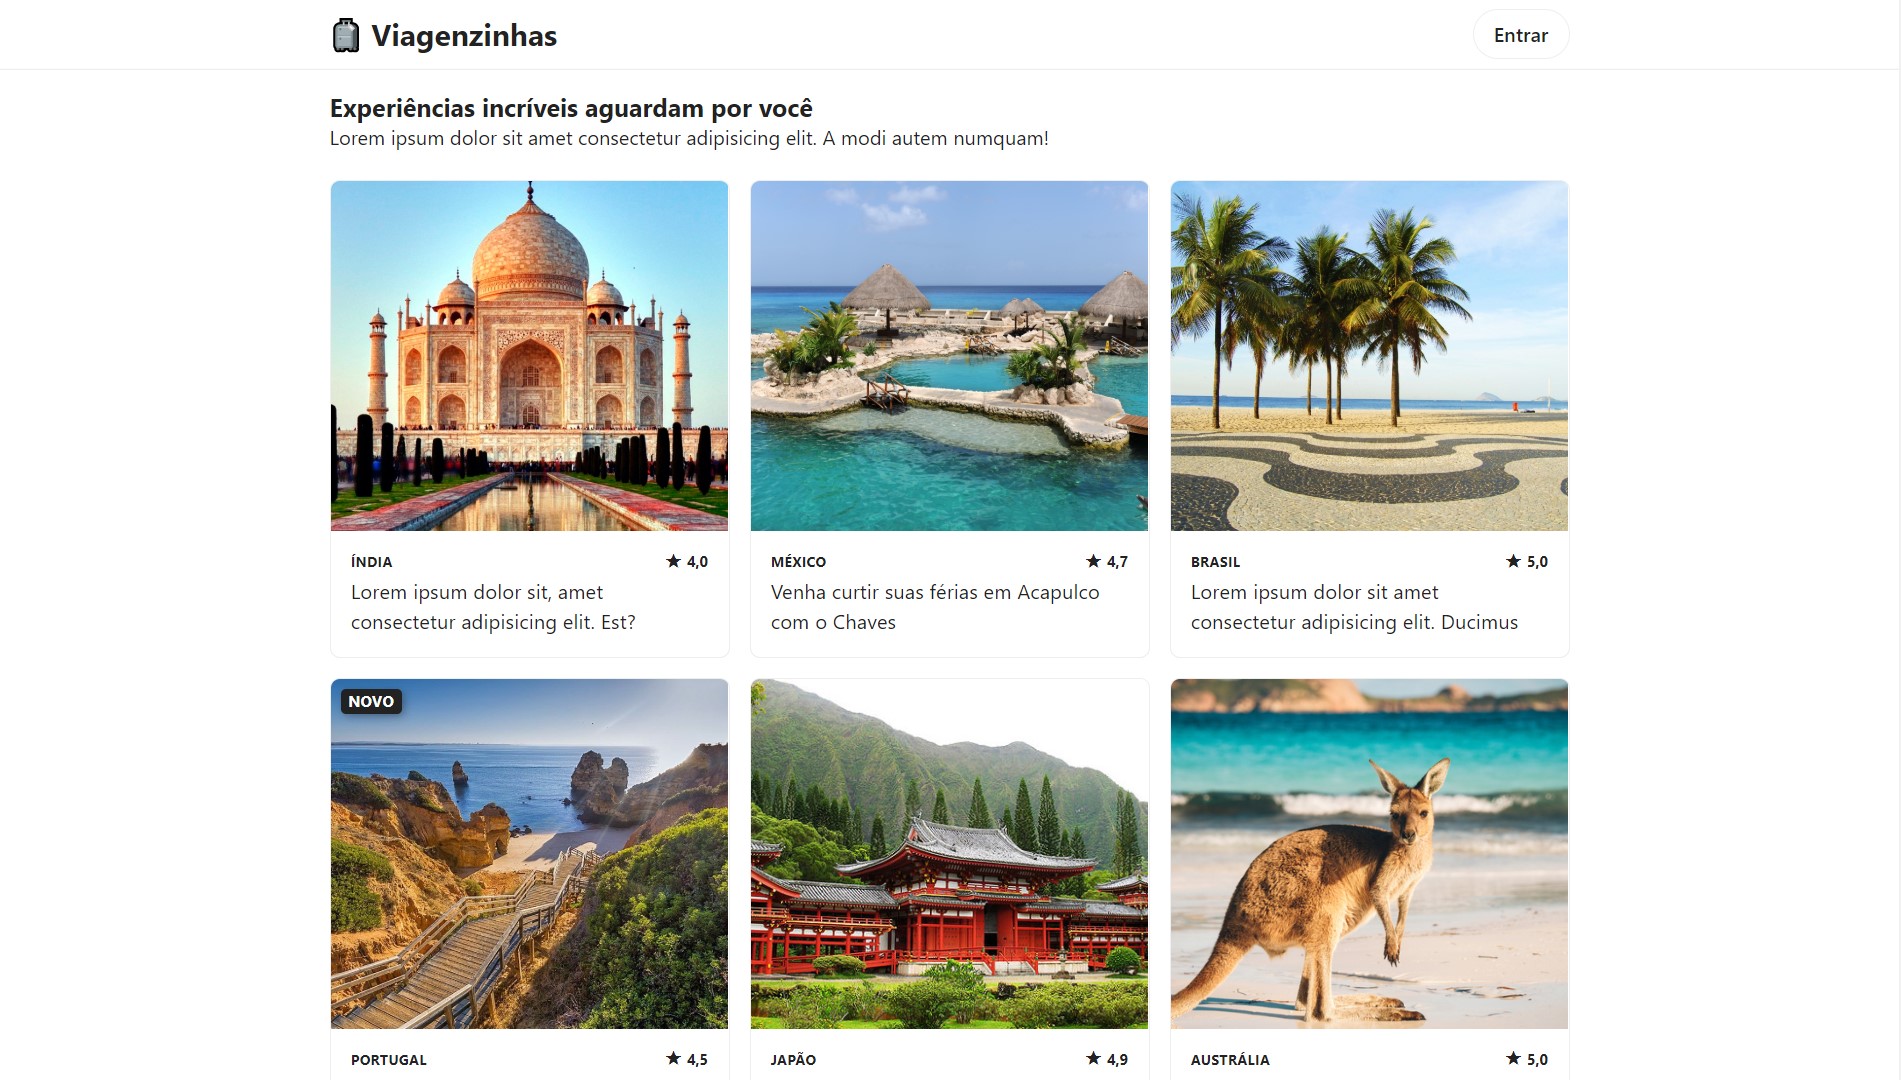 Viagenzinhas
Entrar
Experiências incríveis aguardam por você
Lorem ipsum dolor sit amet consectetur adipisicing elit. A modi autem numquam!
ÍNDIA ★ 4,0
Lorem ipsum dolor sit, amet
consectetur adipisicing elit. Est?
MÉXICO ★ 4,7
Venha curtir suas férias em Acapulco
com o Chaves
BRASIL ★ 5,0
Lorem ipsum dolor sit amet
consectetur adipisicing elit. Ducimus
NOVO
PORTUGAL ★ 4,5
JAPÃO ★ 4,9
AUSTRÁLIA ★ 5,0